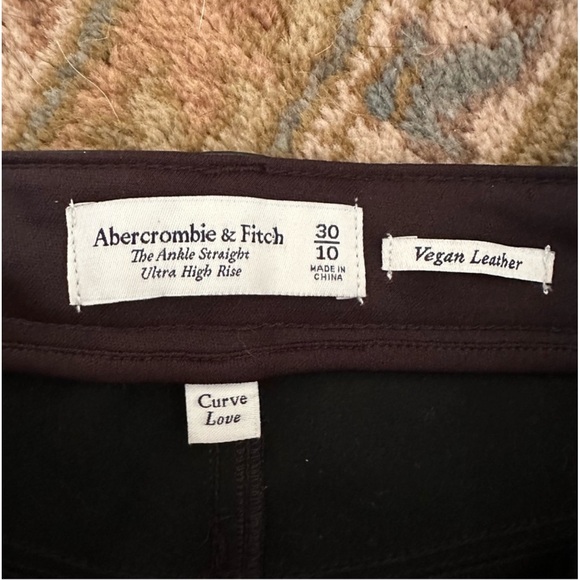 Abercrombie & Fitch
The Ankle Straight
Ultra High Rise
30
10
MADE IN
CHINA
Vegan Leather
Curve
Love